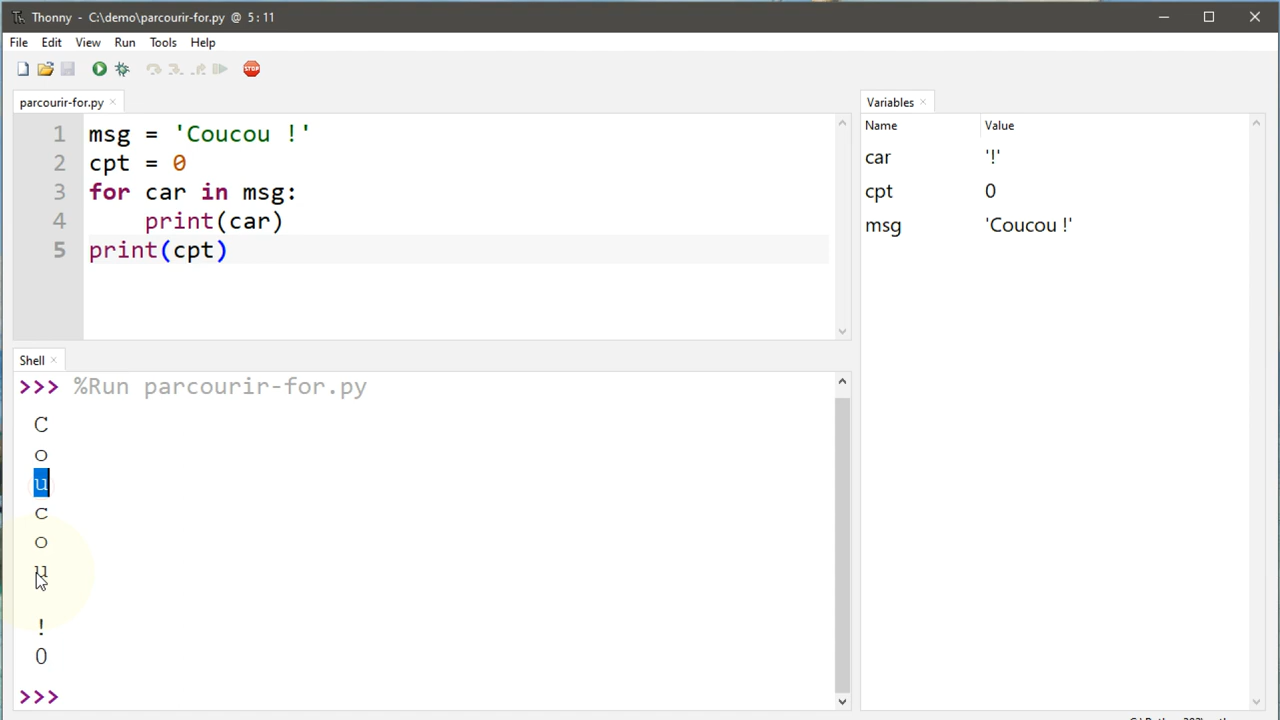 Thonny - C:\demo\parcourir-for.py @ 5 : 11
File Edit View Run Tools Help
STOP
parcourir-for.py
1 msg = 'Coucou !'
2 cpt = 0
3 for car in msg:
4     print(car)
5 print(cpt)
Variables
Name Value
car '!'
cpt 0
msg 'Coucou !'
Shell
>>> %Run parcourir-for.py
C
o
u
c
o
u
!
0
>>>